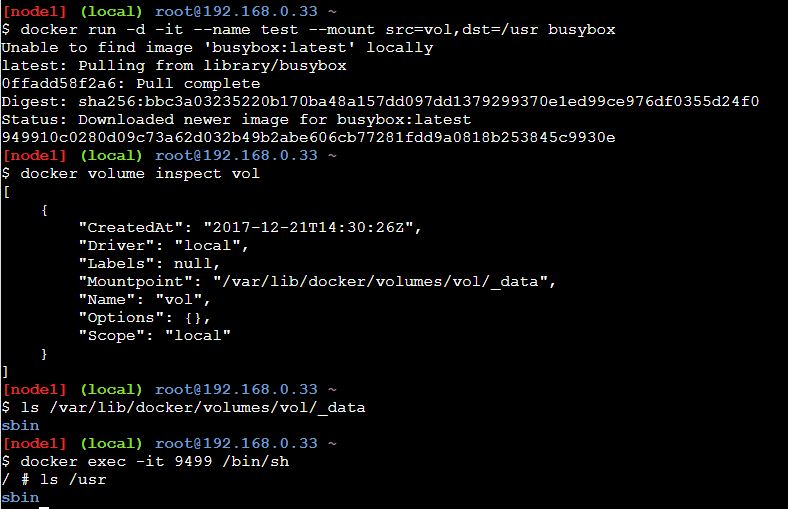 [node1] (local) root@192.168.0.33 ~
$ docker run -d -it --name test --mount src=vol,dst=/usr busybox
Unable to find image 'busybox:latest' locally
latest: Pulling from library/busybox
0ffadd58f2a6: Pull complete
Digest: sha256:bbc3a03235220b170ba48a157dd097dd1379299370e1ed99ce976df0355d24f0
Status: Downloaded newer image for busybox:latest
949910c0280d09c73a62d032b49b2abe606cb77281fdd9a0818b253845c9930e
[node1] (local) root@192.168.0.33 ~
$ docker volume inspect vol
[
    {
        "CreatedAt": "2017-12-21T14:30:26Z",
        "Driver": "local",
        "Labels": null,
        "Mountpoint": "/var/lib/docker/volumes/vol/_data",
        "Name": "vol",
        "Options": {},
        "Scope": "local"
    }
]
[node1] (local) root@192.168.0.33 ~
$ ls /var/lib/docker/volumes/vol/_data
sbin
[node1] (local) root@192.168.0.33 ~
$ docker exec -it 9499 /bin/sh
/ # ls /usr
sbin